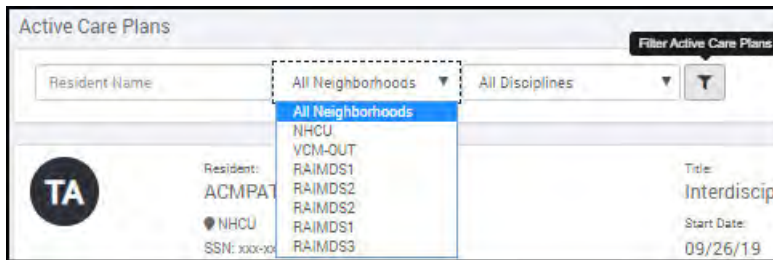 Active Care Plans
Filter Active Care Plans
Resident Name
All Neighborhoods
All Disciplines
All Neighborhoods
NHCU
VCM-OUT
RAIMDS1
RAIMDS2
RAIMDS2
RAIMDS1
RAIMDS3
TA
Resident:
ACMPAT
NHCU
SSN: xxx-xx
Title:
Interdiscip
Start Date:
09/26/19